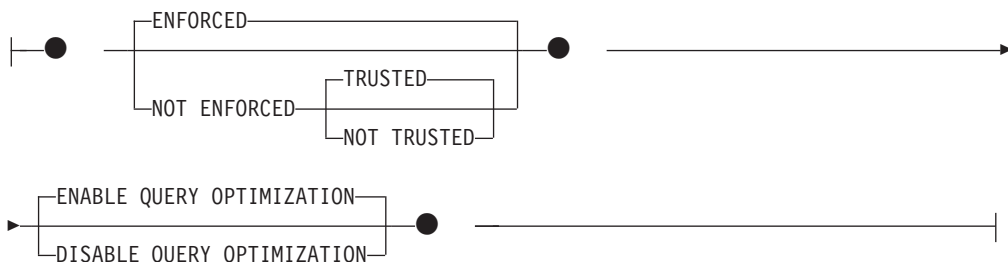 ENFORCED
TRUSTED
NOT ENFORCED
NOT TRUSTED
ENABLE QUERY OPTIMIZATION
DISABLE QUERY OPTIMIZATION